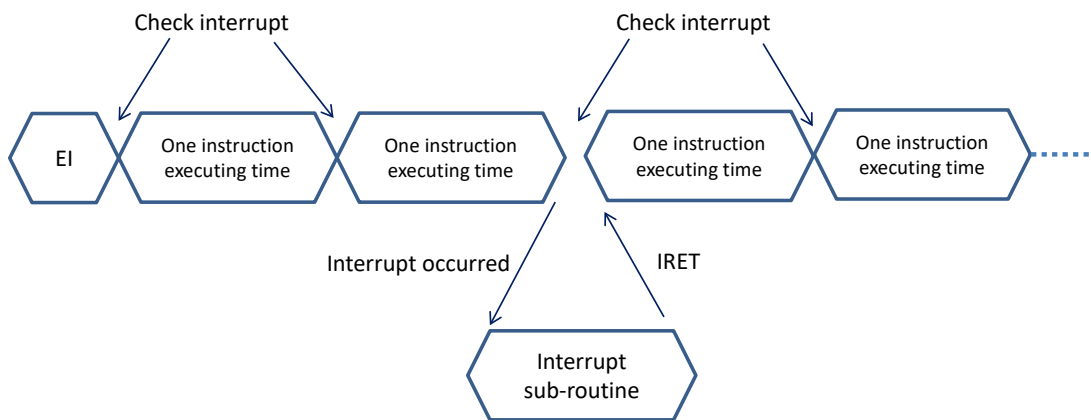 Check interrupt
Check interrupt
EI
One instruction
executing time
One instruction
executing time
One instruction
executing time
One instruction
executing time
Interrupt occurred
IRET
Interrupt
sub-routine